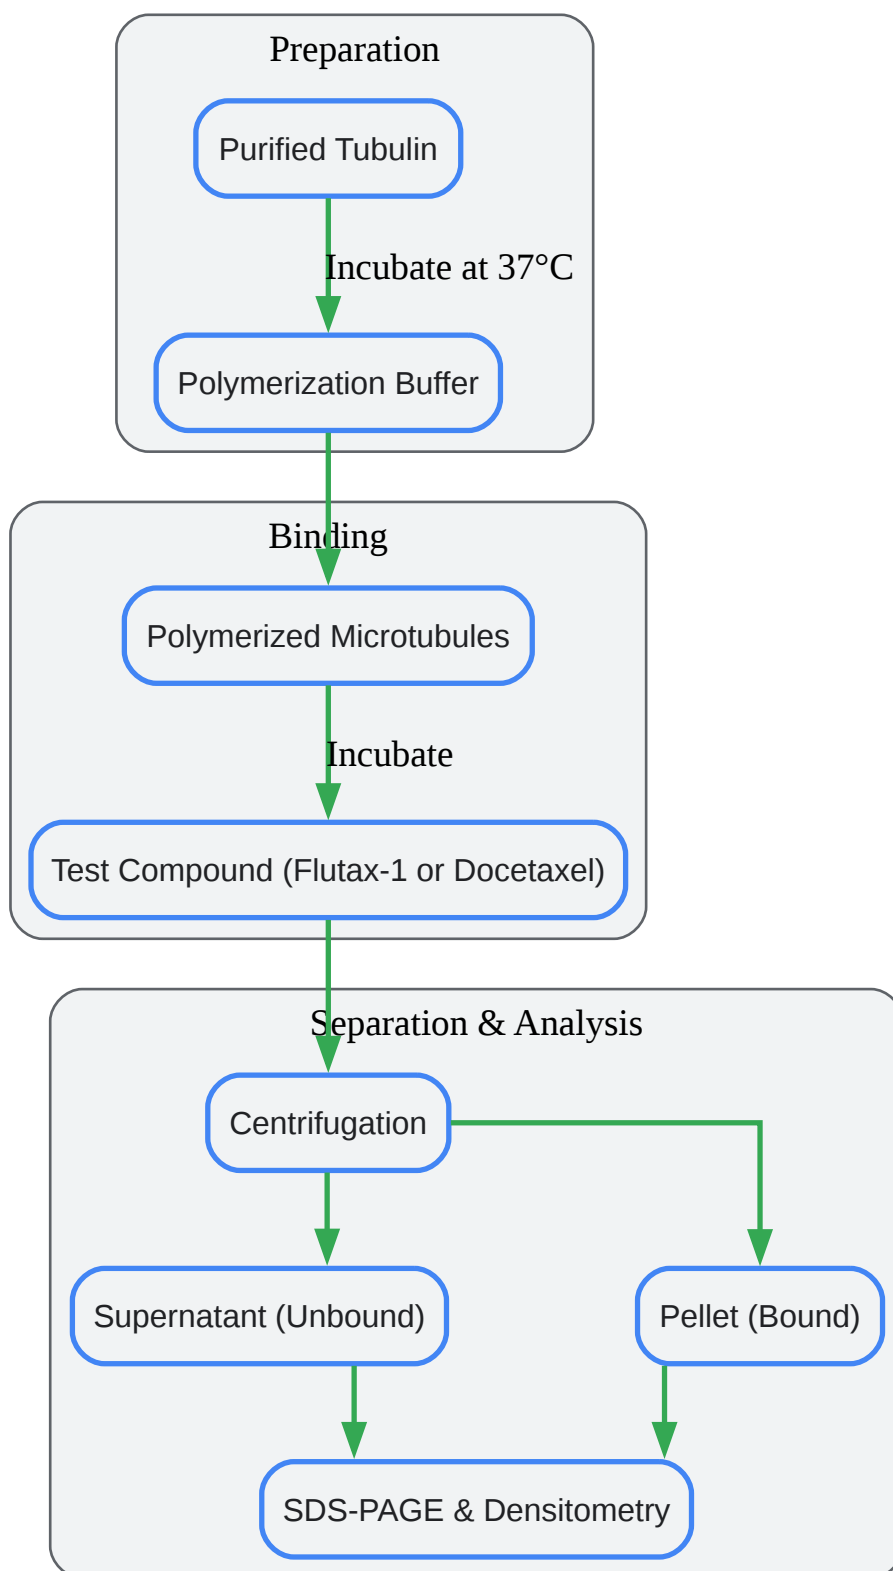 Preparation
Purified Tubulin
Incubate at 37°C
Polymerization Buffer
Binding
Polymerized Microtubules
Incubate
Test Compound (Flutax-1 or Docetaxel)
Separation & Analysis
Centrifugation
Supernatant (Unbound)
Pellet (Bound)
SDS-PAGE & Densitometry